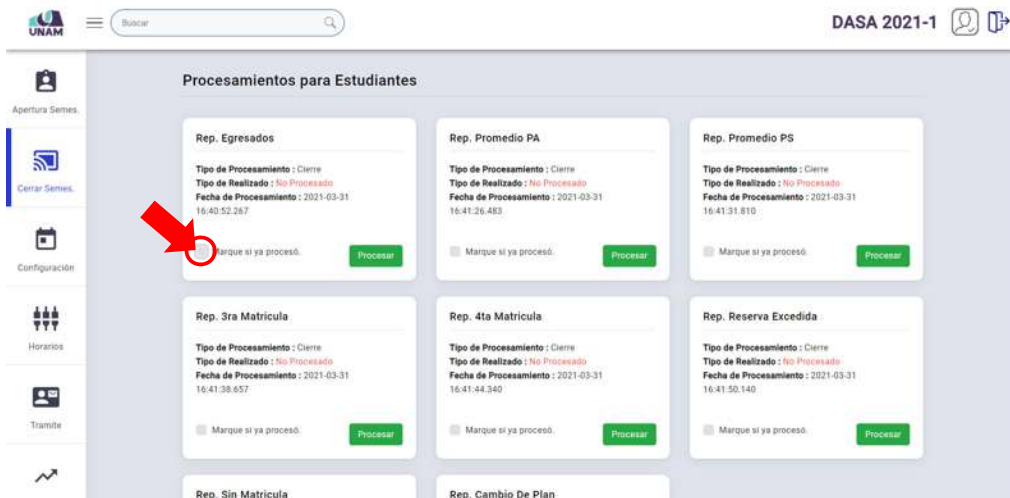 UNAM
Buscar
DASA 2021-1
Apertura Semes.
Cerrar Semes.
Configuración
Horarios
Tramite
Procesamientos para Estudiantes
Rep. Egresados
Tipo de Procesamiento : Cierre
Tipo de Realizado : No Procesado
Fecha de Procesamiento : 2021-03-31
16:40:52.267
Marque si ya procesó.
Procesar
Rep. Promedio PA
Tipo de Procesamiento : Cierre
Tipo de Realizado : No Procesado
Fecha de Procesamiento : 2021-03-31
16:41:26.483
Marque si ya procesó.
Procesar
Rep. Promedio PS
Tipo de Procesamiento : Cierre
Tipo de Realizado : No Procesado
Fecha de Procesamiento : 2021-03-31
16:41:31.810
Marque si ya procesó.
Procesar
Rep. 3ra Matricula
Tipo de Procesamiento : Cierre
Tipo de Realizado : No Procesado
Fecha de Procesamiento : 2021-03-31
16:41:38.657
Marque si ya procesó.
Procesar
Rep. 4ta Matricula
Tipo de Procesamiento : Cierre
Tipo de Realizado : No Procesado
Fecha de Procesamiento : 2021-03-31
16:41:44.340
Marque si ya procesó.
Procesar
Rep. Reserva Excedida
Tipo de Procesamiento : Cierre
Tipo de Realizado : No Procesado
Fecha de Procesamiento : 2021-03-31
16:41:50.140
Marque si ya procesó.
Procesar
Rep. Sin Matricula
Rep. Cambio De Plan